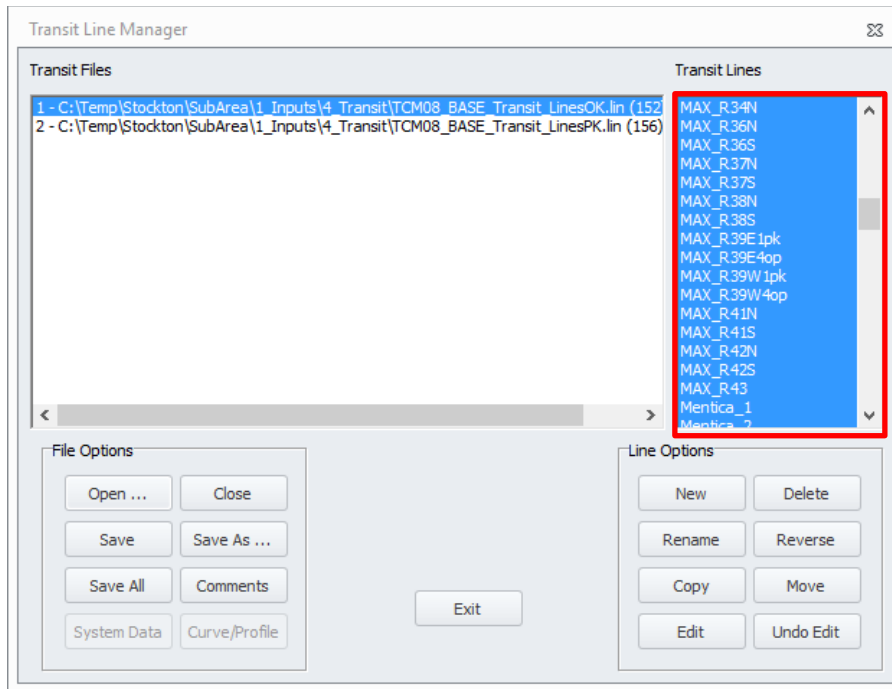 Transit Line Manager
Transit Files
Transit Lines
1 - C:\Temp\Stockton\SubArea\1_Inputs\4_Transit\TCM08_BASE_Transit_LinesOK.lin (152
2 - C:\Temp\Stockton\SubArea\1_Inputs\4_Transit\TCM08_BASE_Transit_LinesPK.lin (156)
MAX_R34N
MAX_R36N
MAX_R36S
MAX_R37N
MAX_R37S
MAX_R38N
MAX_R38S
MAX_R39E1pk
MAX_R39E4op
MAX_R39W1pk
MAX_R39W4op
MAX_R41N
MAX_R41S
MAX_R42N
MAX_R42S
MAX_R43
Mentica_1
Mentica_2
File Options
Open ...
Close
Save
Save As ...
Save All
Comments
System Data
Curve/Profile
Exit
Line Options
New
Delete
Rename
Reverse
Copy
Move
Edit
Undo Edit